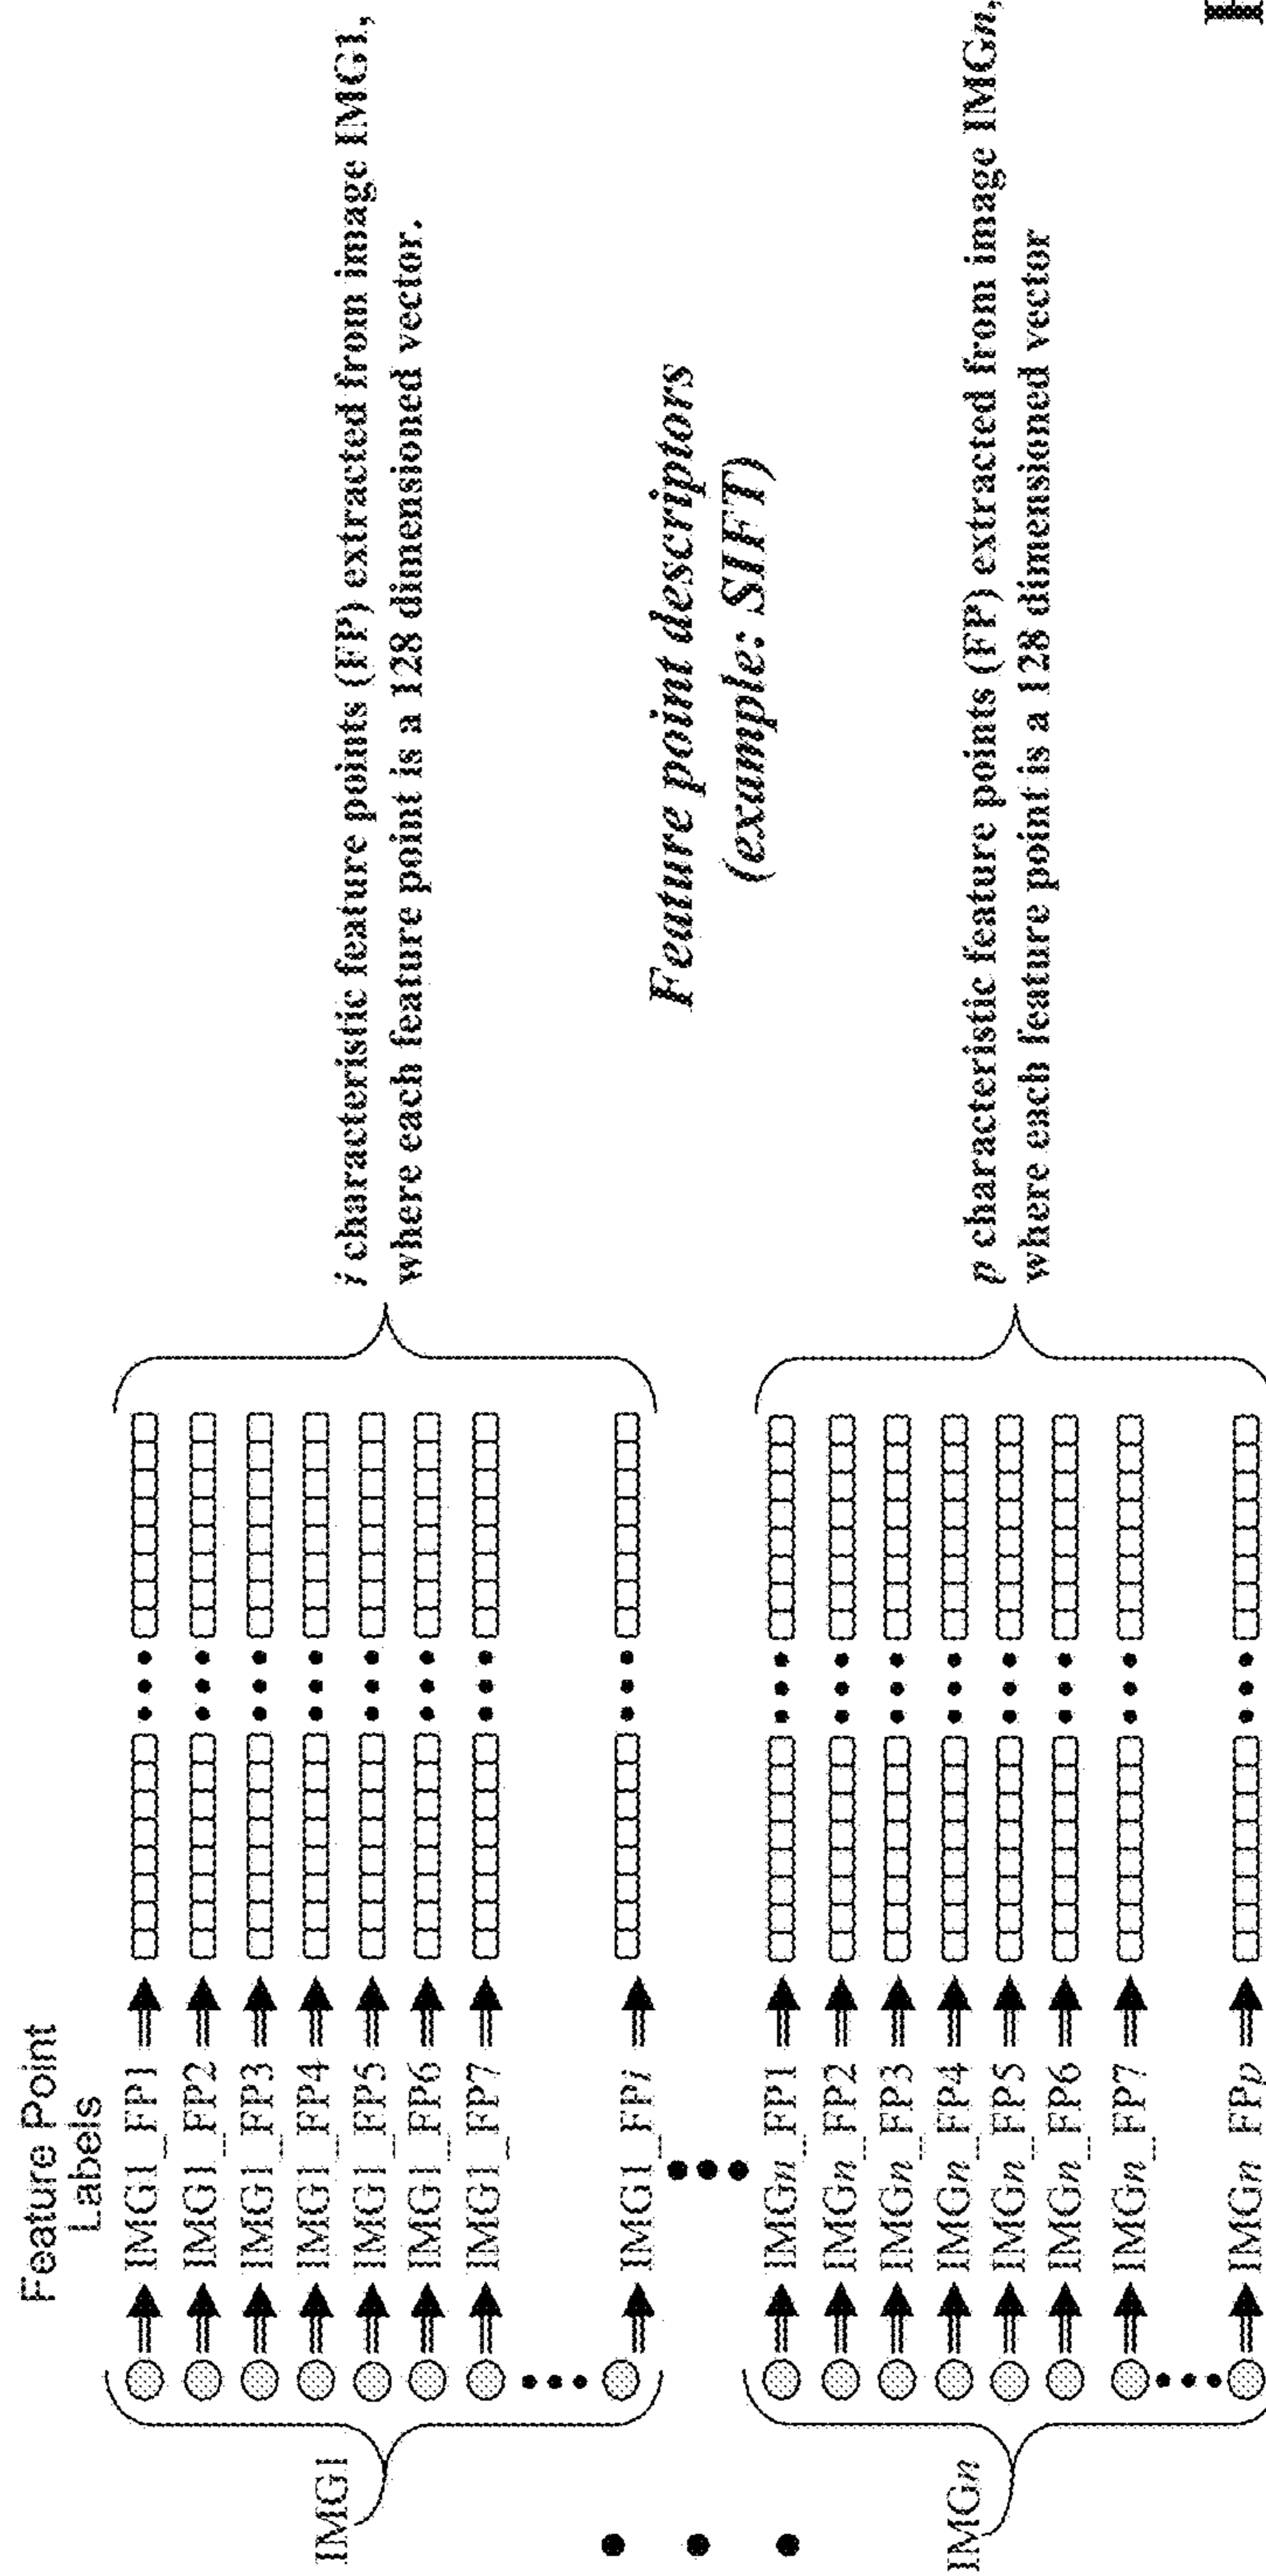 Feature Point
Labels
IMG1
IMG1_FP1
IMG1_FP2
IMG1_FP3
IMG1_FP4
IMG1_FP5
IMG1_FP6
IMG1_FP7
IMG1_FPi
i characteristic feature points (FP) extracted from image IMG1,
where each feature point is a 128 dimensioned vector.
Feature point descriptors
(example: SIFT)
IMGn
IMGn_FP1
IMGn_FP2
IMGn_FP3
IMGn_FP4
IMGn_FP5
IMGn_FP6
IMGn_FP7
IMGn_FPp
p characteristic feature points (FP) extracted from image IMGn,
where each feature point is a 128 dimensioned vector